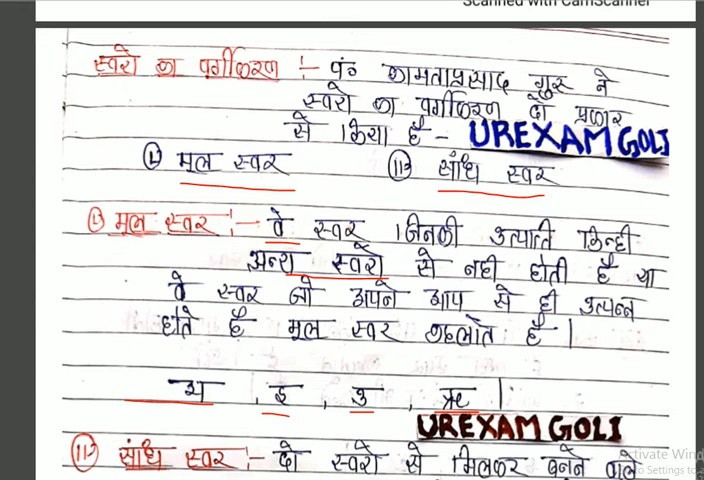 Scanned with CamScanner
स्वरो का वर्गीकरण :- पं॰ कामताप्रसाद गुरू ने
स्वरो का वर्गीकरण दो प्रकार
से किया है - UREXAM GOLI
(i) मूल स्वर (ii) संधि स्वर
(i) मूल स्वर :- वे स्वर जिनकी उत्पत्ति किन्ही
अन्य स्वरो से नही होती है या
वे स्वर जो अपने आप से ही उत्पन्न
होते है मूल स्वर कहलाते है |
अ , इ , उ , ऋ |
UREXAM GOLI
(ii) संधि स्वर :- दो स्वरो से मिलकर बनने वाले
Activate Wind
to Settings to a